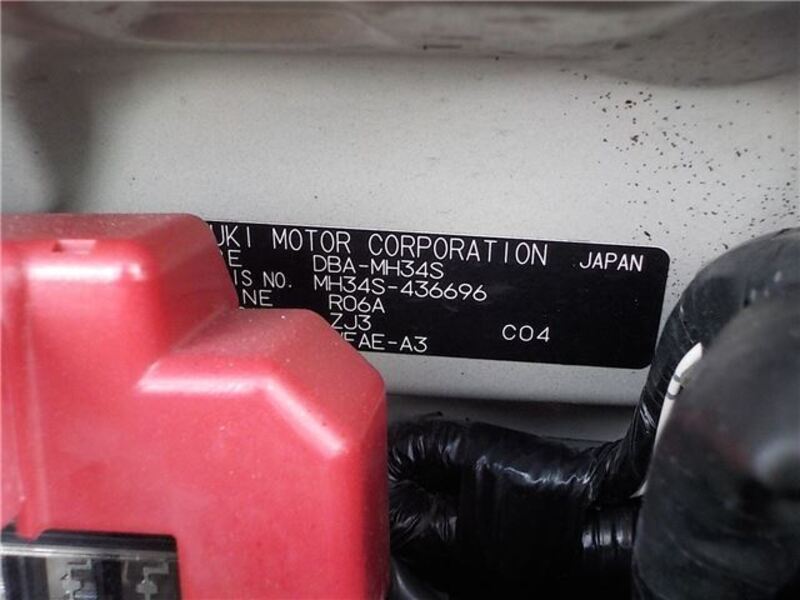 UKI MOTOR CORPORATION JAPAN
E DBA-MH34S
IS NO. MH34S-436696
NE R06A
ZJ3 C04
EAE-A3